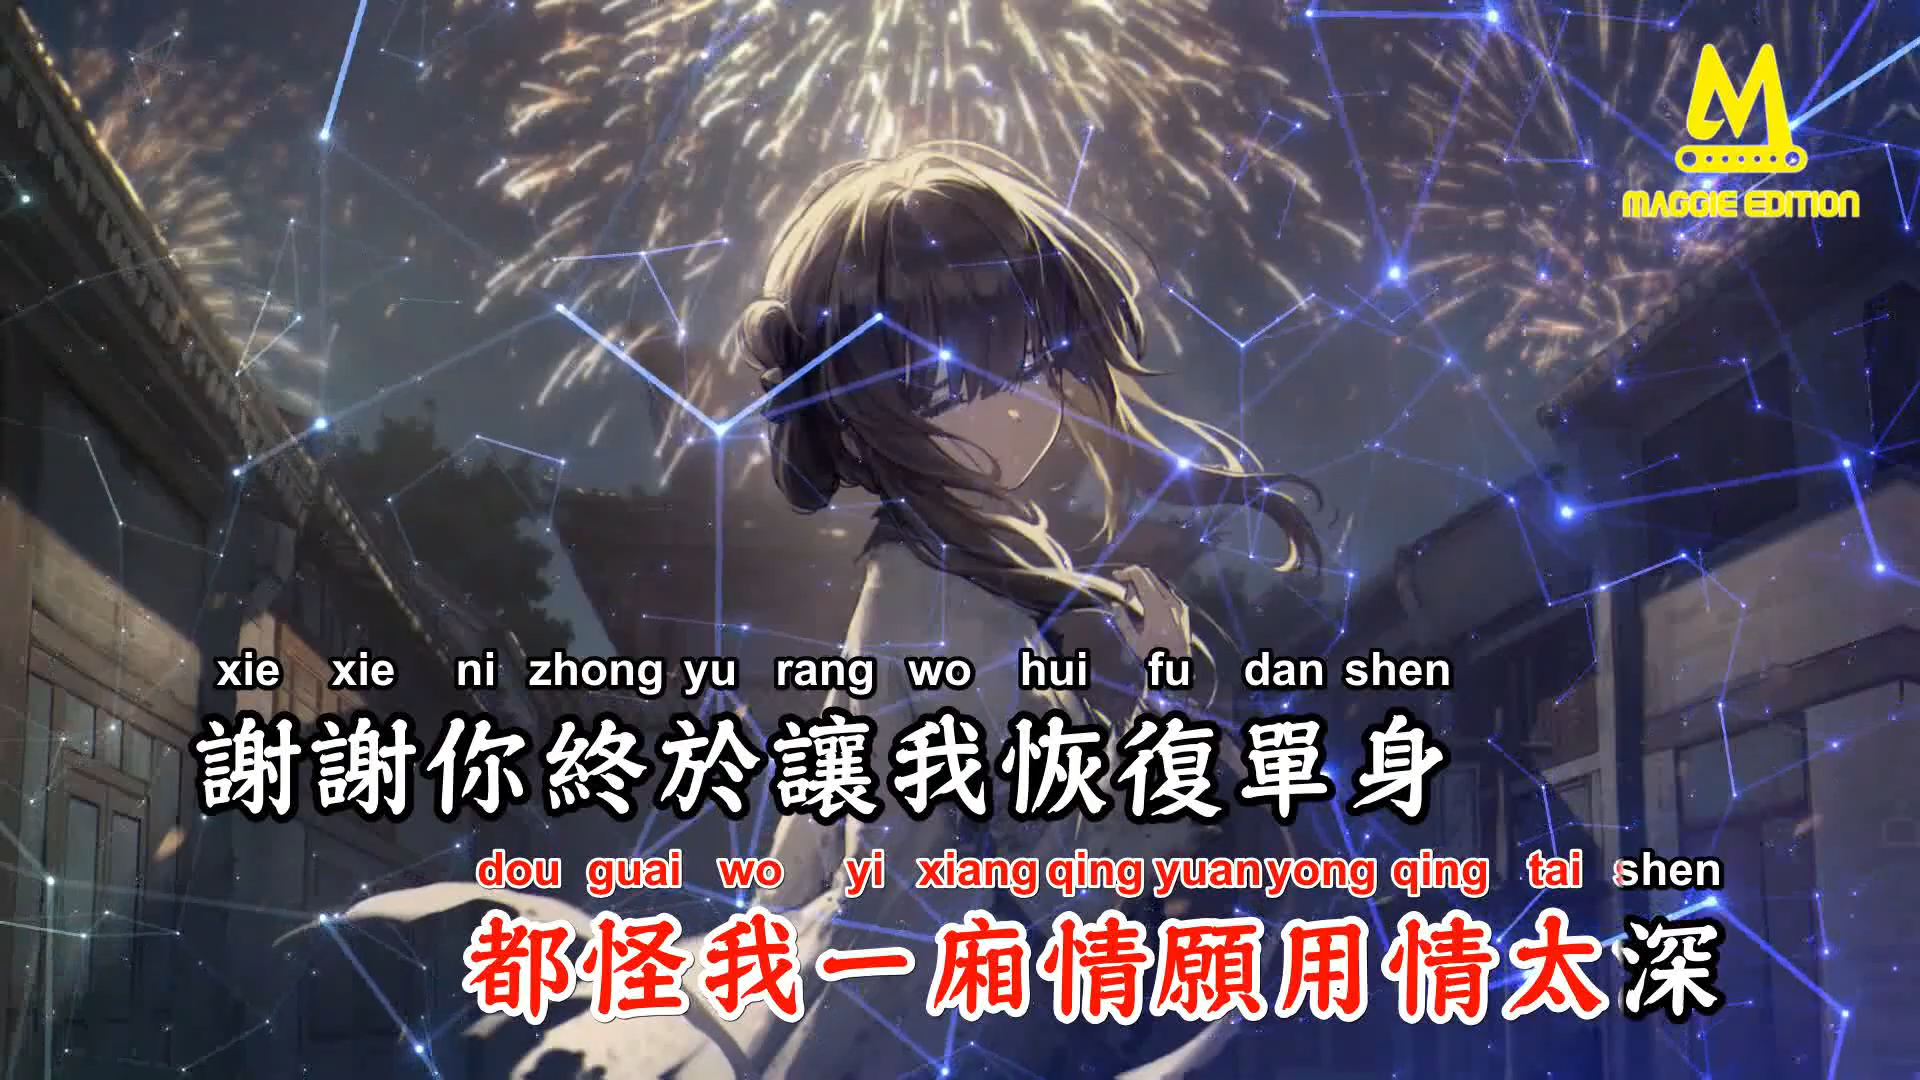 MAGGIE EDITION
xie xie ni zhong yu rang wo hui fu dan shen
謝謝你終於讓我恢復單身
dou guai wo yi xiang qing yuan yong qing tai shen
都怪我一廂情願用情太深